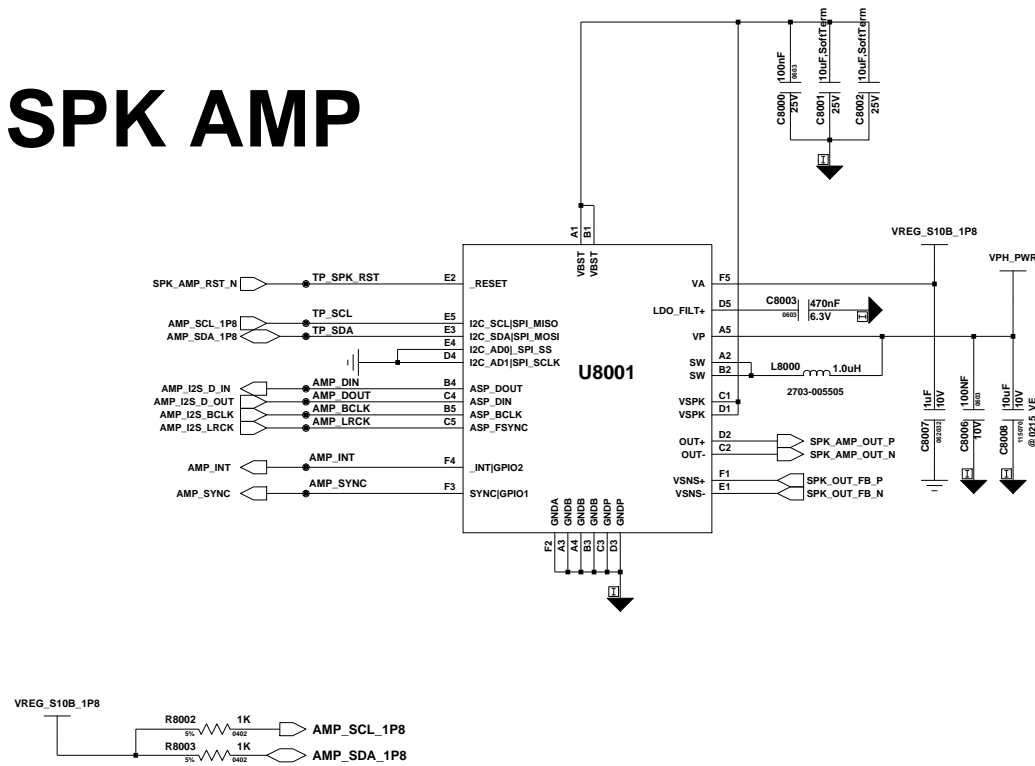 SPK AMP
100nF
0603
C8000
25V
10uF,SoftTerm
C8001
25V
10uF,SoftTerm
C8002
25V
A1
B1
VBST
VBST
VREG_S10B_1P8
VPH_PWR
SPK_AMP_RST_N
TP_SPK_RST
E2
_RESET
AMP_SCL_1P8
TP_SCL
E5
I2C_SCL|SPI_MISO
AMP_SDA_1P8
TP_SDA
E3
I2C_SDA|SPI_MOSI
E4
I2C_AD0|_SPI_SS
D4
I2C_AD1|SPI_SCLK
AMP_I2S_D_IN
AMP_DIN
B4
ASP_DOUT
AMP_I2S_D_OUT
AMP_DOUT
C4
ASP_DIN
AMP_I2S_BCLK
AMP_BCLK
B5
ASP_BCLK
AMP_I2S_LRCK
AMP_LRCK
C5
ASP_FSYNC
AMP_INT
AMP_INT
F4
_INT|GPIO2
AMP_SYNC
AMP_SYNC
F3
SYNC|GPIO1
U8001
VA
F5
LDO_FILT+
D5
C8003
470nF
0603
6.3V
I
VP
A5
SW
A2
SW
B2
L8000
1.0uH
2703-005505
VSPK
C1
VSPK
D1
OUT+
D2
SPK_AMP_OUT_P
OUT-
C2
SPK_AMP_OUT_N
VSNS+
F1
SPK_OUT_FB_P
VSNS-
E1
SPK_OUT_FB_N
1uF
10V
C8007
100NF
0603
C8006
10V
10uF
10V
C8008
@0215_VE
I
I
I
GNDA
GNDB
GNDB
GNDB
GNDP
GNDP
F2
A3
A4
B3
C3
D3
I
VREG_S10B_1P8
R8002
1K
5%
0402
AMP_SCL_1P8
R8003
1K
5%
0402
AMP_SDA_1P8